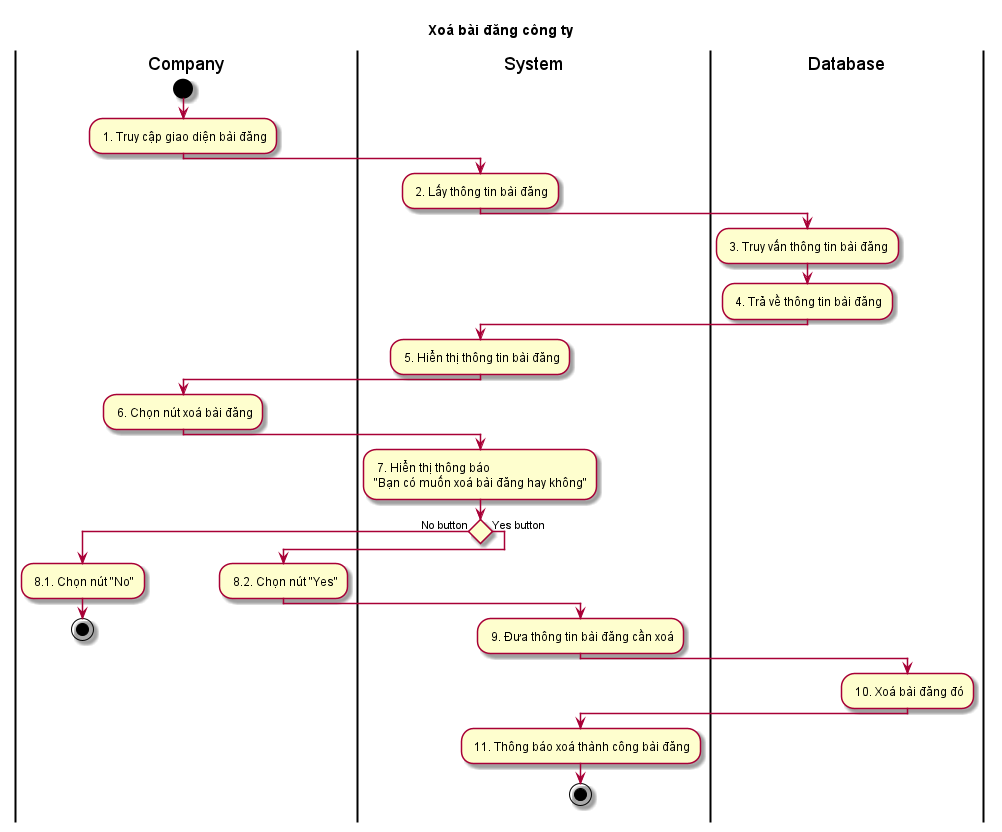 Xoá bài đăng công ty
Company
System
Database
1. Truy cập giao diện bài đăng
2. Lấy thông tin bài đăng
3. Truy vấn thông tin bài đăng
4. Trả về thông tin bài đăng
5. Hiển thị thông tin bài đăng
6. Chọn nút xoá bài đăng
7. Hiển thị thông báo
"Bạn có muốn xoá bài đăng hay không"
No button
Yes button
8.1. Chọn nút "No"
8.2. Chọn nút "Yes"
9. Đưa thông tin bài đăng cần xoá
10. Xoá bài đăng đó
11. Thông báo xoá thành công bài đăng